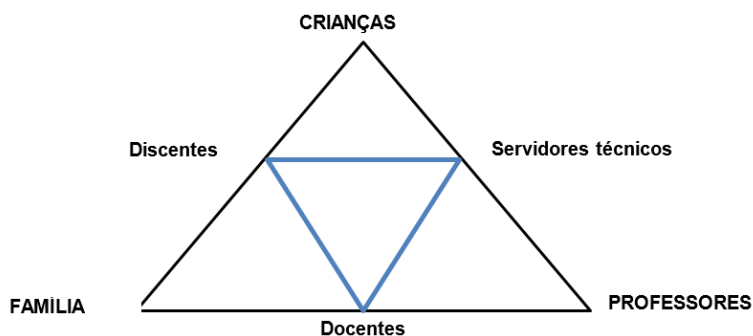 CRIANÇAS
Discentes
Servidores técnicos
FAMÍLIA
PROFESSORES
Docentes